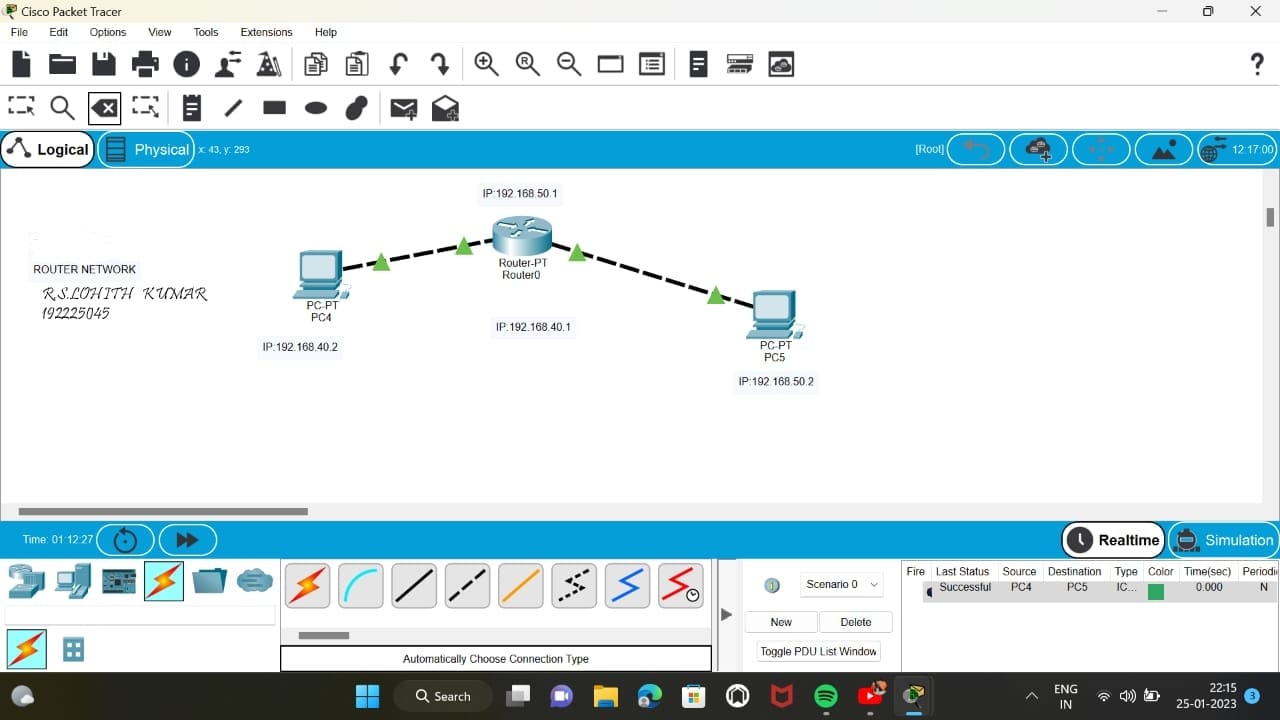 Cisco Packet Tracer
File Edit Options View Tools Extensions Help
Logical Physical x: 43, y: 293 [Root] 12:17:00
IP:192.168.50.1
ROUTER NETWORK
R.S.LOHITH KUMAR
192225045
Router-PT
Router0
PC-PT
PC4
IP:192.168.40.1
IP:192.168.40.2
PC-PT
PC5
IP:192.168.50.2
Time: 01:12:27 Realtime Simulation
Scenario 0
New Delete
Toggle PDU List Window
Fire Last Status Source Destination Type Color Time(sec) Periodi
Successful PC4 PC5 IC... 0.000 N
Automatically Choose Connection Type
Search
ENG
IN
22:15
25-01-2023
3